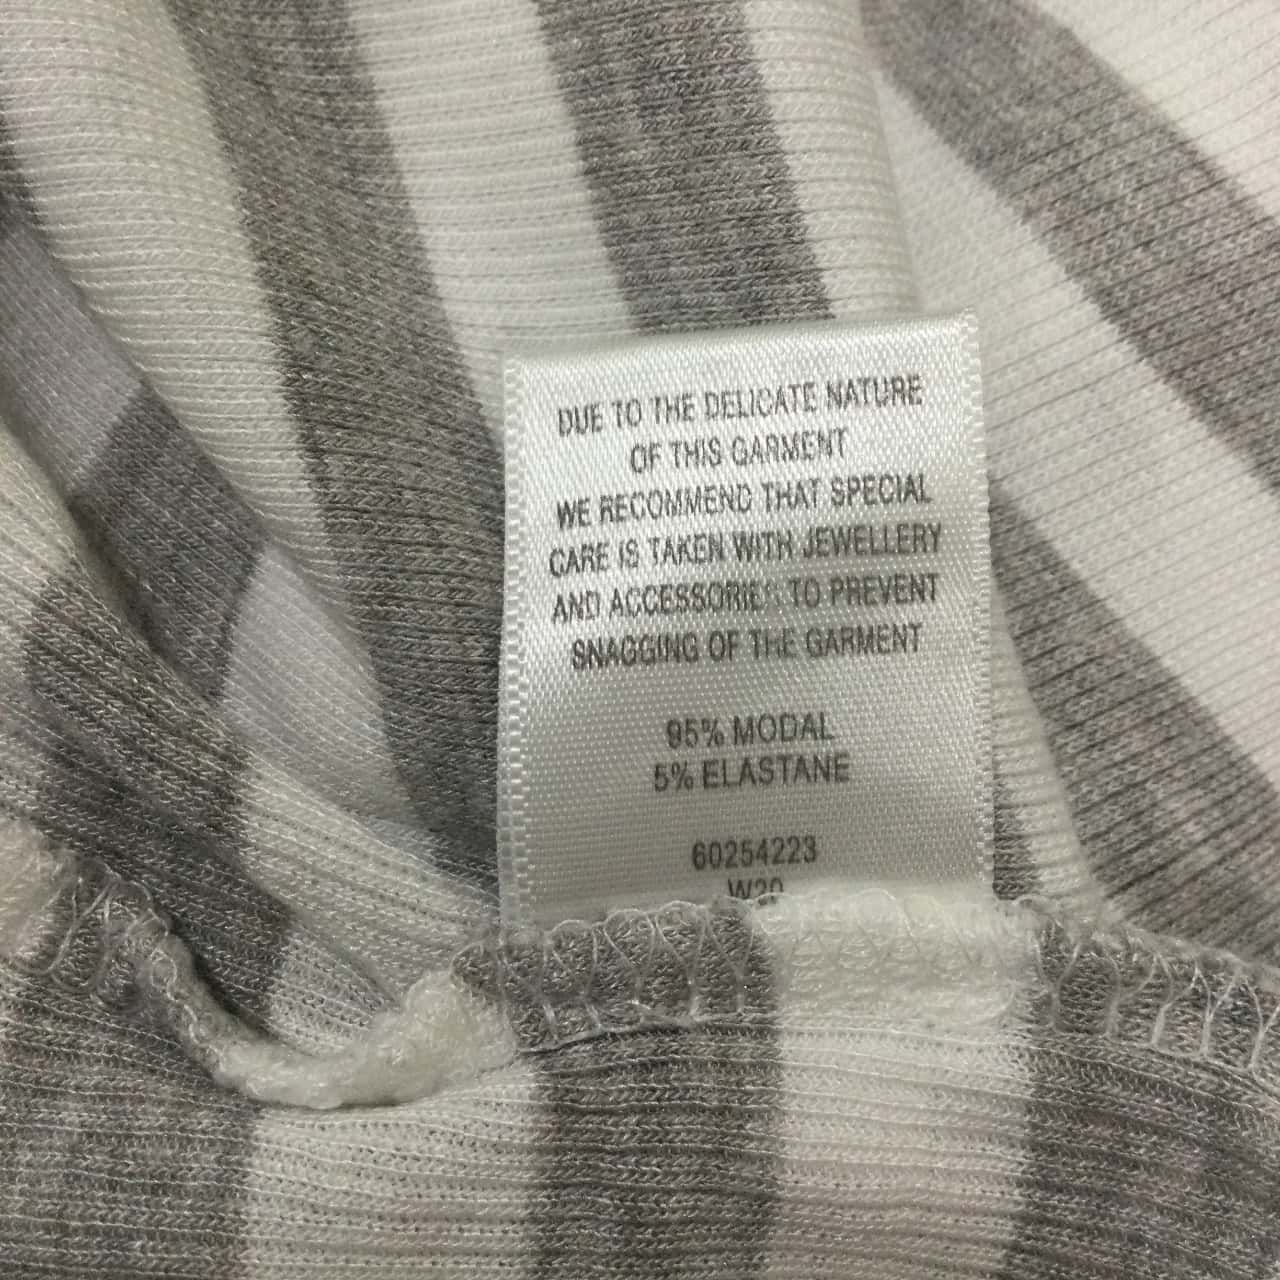 DUE TO THE DELICATE NATURE
OF THIS GARMENT
WE RECOMMEND THAT SPECIAL
CARE IS TAKEN WITH JEWELLERY
AND ACCESSORIES TO PREVENT
SNAGGING OF THE GARMENT
95% MODAL
5% ELASTANE
60254223
W20